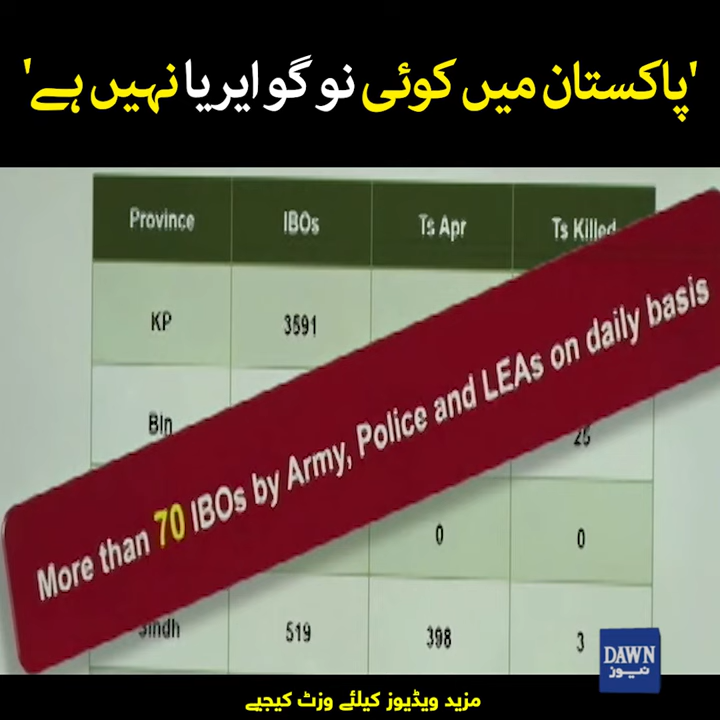 'پاکستان میں کوئی نو گو ایریا نہیں ہے'
Province IBOs Ts Apr Ts Killed
KP 3591
Bln 26
More than 70 IBOs by Army, Police and LEAs on daily basis
0 0
Sindh 519 398 3
DAWN
نیوز
مزید ویڈیوز کیلئے وزٹ کیجیے